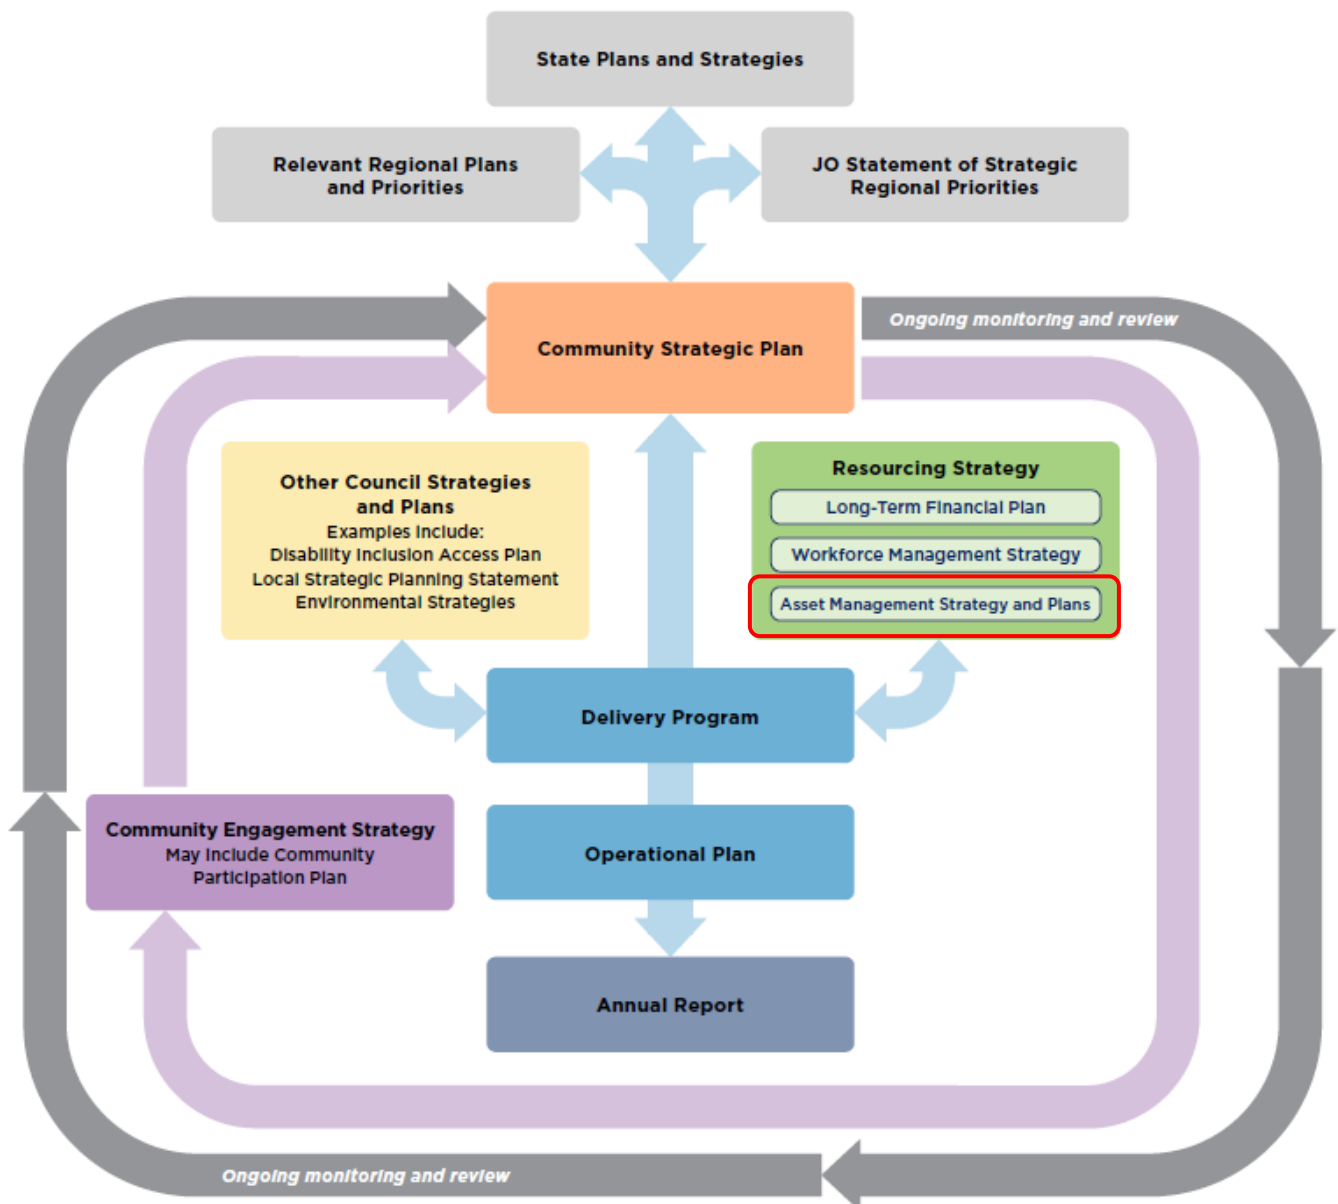 State Plans and Strategies
Relevant Regional Plans
and Priorities
JO Statement of Strategic
Regional Priorities
Ongoing monitoring and review
Community Strategic Plan
Other Council Strategies
and Plans
Examples Include:
Disability Inclusion Access Plan
Local Strategic Planning Statement
Environmental Strategies
Resourcing Strategy
Long-Term Financial Plan
Workforce Management Strategy
Asset Management Strategy and Plans
Delivery Program
Community Engagement Strategy
May Include Community
Participation Plan
Operational Plan
Annual Report
Ongoing monitoring and review